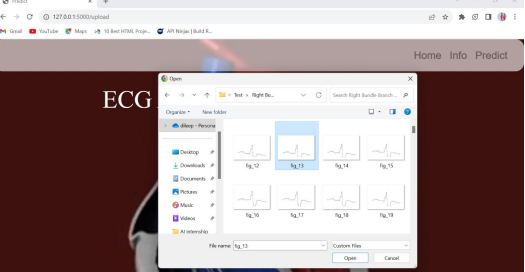 Predict
127.0.0.1:5000/upload
Gmail YouTube Maps 10 Best HTML Proje... API Ninjas | Build R...
Home Info Predict
ECG
Open
« Test > Right Bu... Search Right Bundle Branch ...
Organize New folder
dileep - Persona
Desktop
Downloads
Documents
Pictures
Music
Videos
AI internship
fig_12 fig_13 fig_14 fig_15
fig_16 fig_17 fig_18 fig_19
File name: fig_13 Custom Files
Open Cancel